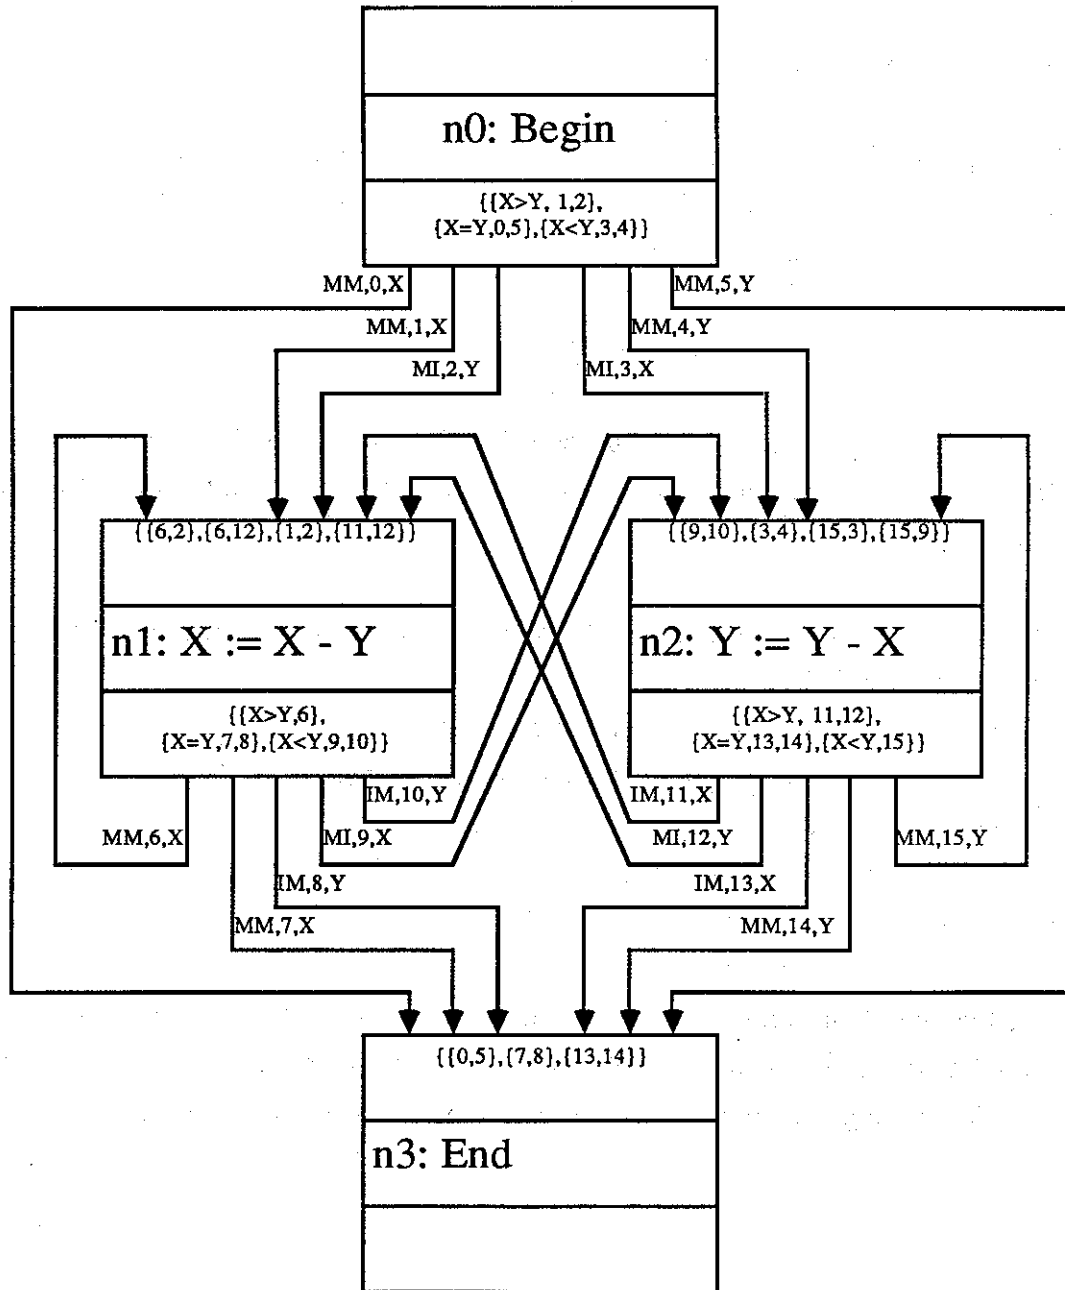 n0: Begin
{{X>Y, 1,2},
{X=Y,0,5},{X<Y,3,4}}
MM,0,X
MM,5,Y
MM,1,X
MM,4,Y
MI,2,Y
MI,3,X
{{6,2},{6,12},{1,2},{11,12}}
{{9,10},{3,4},{15,3},{15,9}}
n1: X := X - Y
n2: Y := Y - X
{{X>Y,6},
{X=Y,7,8},{X<Y,9,10}}
{{X>Y, 11,12},
{X=Y,13,14},{X<Y,15}}
IM,10,Y
IM,11,X
MM,6,X
MI,9,X
MI,12,Y
MM,15,Y
IM,8,Y
IM,13,X
MM,7,X
MM,14,Y
{{0,5},{7,8},{13,14}}
n3: End